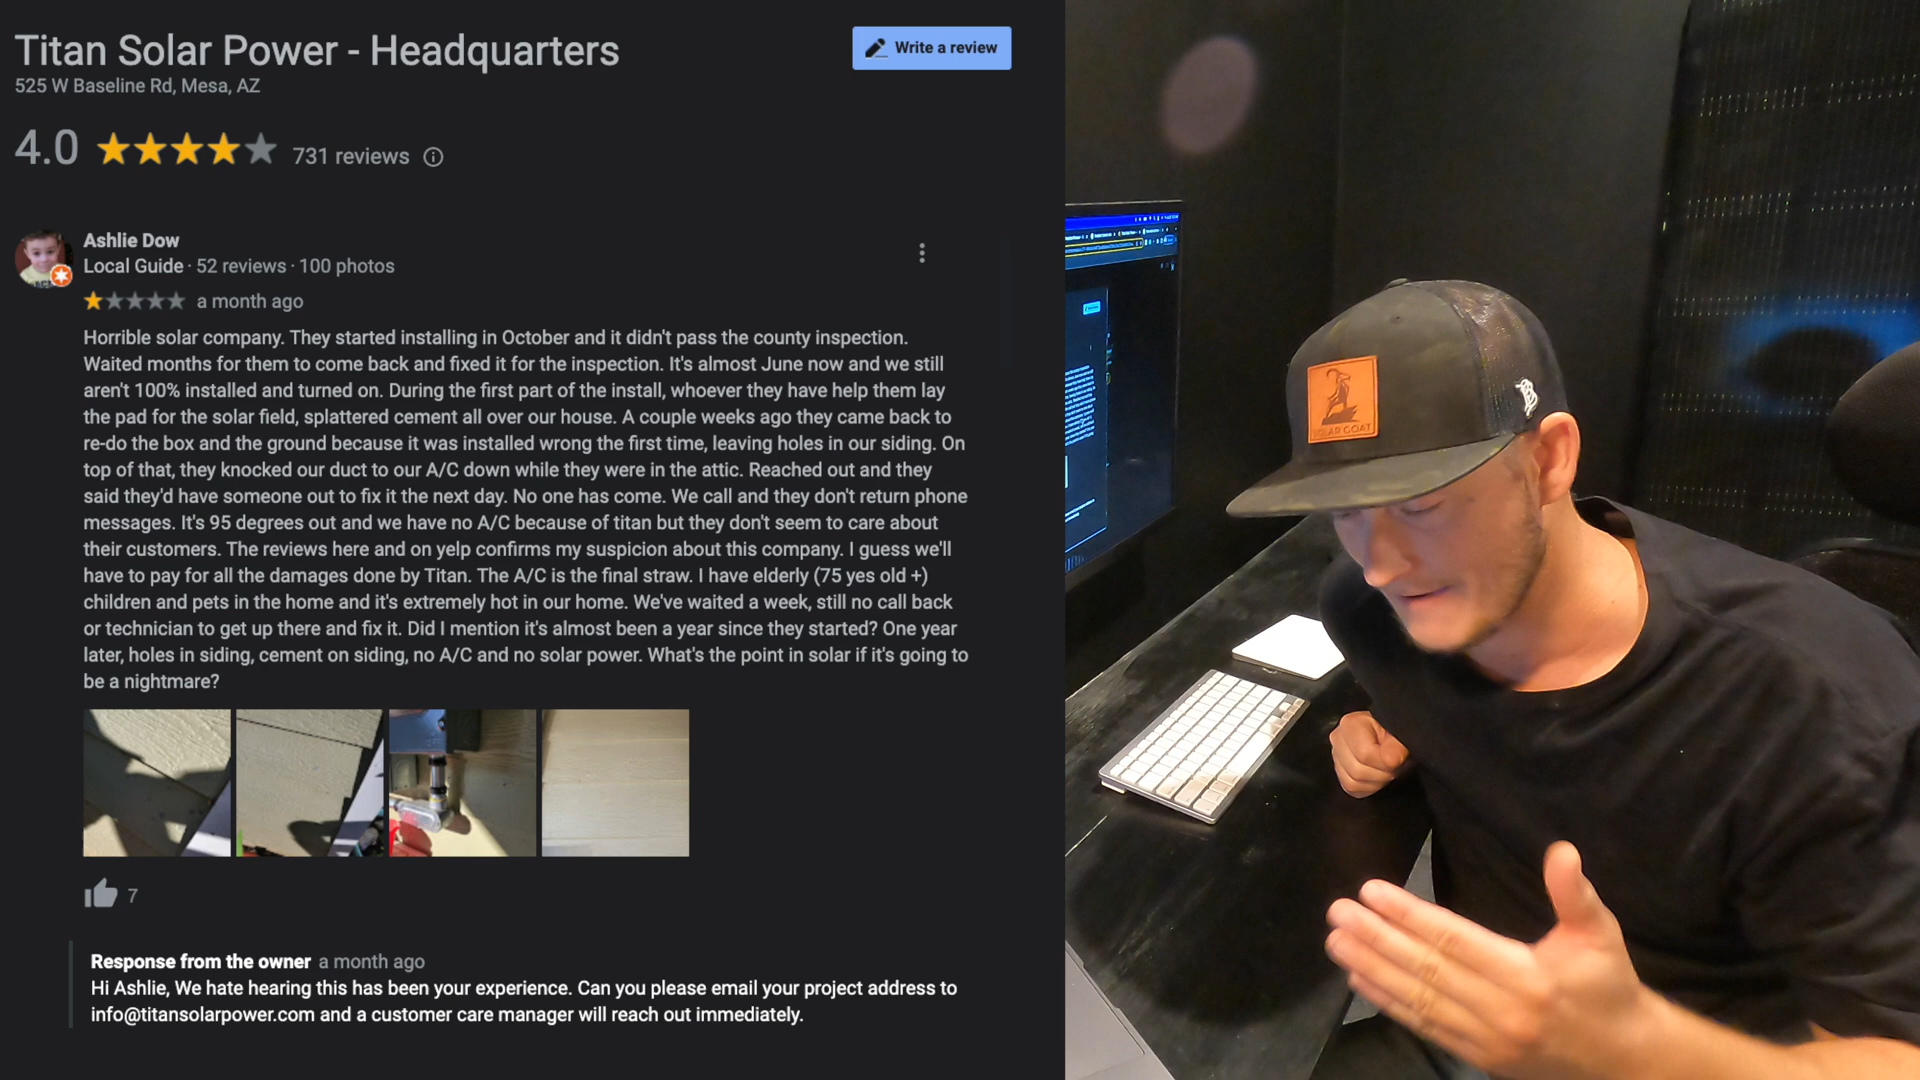 Titan Solar Power - Headquarters
Write a review
525 W Baseline Rd, Mesa, AZ
4.0
731 reviews
Ashlie Dow
Local Guide · 52 reviews · 100 photos
a month ago
Horrible solar company. They started installing in October and it didn't pass the county inspection.
Waited months for them to come back and fixed it for the inspection. It's almost June now and we still
aren't 100% installed and turned on. During the first part of the install, whoever they have help them lay
the pad for the solar field, splattered cement all over our house. A couple weeks ago they came back to
re-do the box and the ground because it was installed wrong the first time, leaving holes in our siding. On
top of that, they knocked our duct to our A/C down while they were in the attic. Reached out and they
said they'd have someone out to fix it the next day. No one has come. We call and they don't return phone
messages. It's 95 degrees out and we have no A/C because of titan but they don't seem to care about
their customers. The reviews here and on yelp confirms my suspicion about this company. I guess we'll
have to pay for all the damages done by Titan. The A/C is the final straw. I have elderly (75 yes old +)
children and pets in the home and it's extremely hot in our home. We've waited a week, still no call back
or technician to get up there and fix it. Did I mention it's almost been a year since they started? One year
later, holes in siding, cement on siding, no A/C and no solar power. What's the point in solar if it's going to
be a nightmare?
7
Response from the owner a month ago
Hi Ashlie, We hate hearing this has been your experience. Can you please email your project address to
info@titansolarpower.com and a customer care manager will reach out immediately.
SOLAR GOAT
B